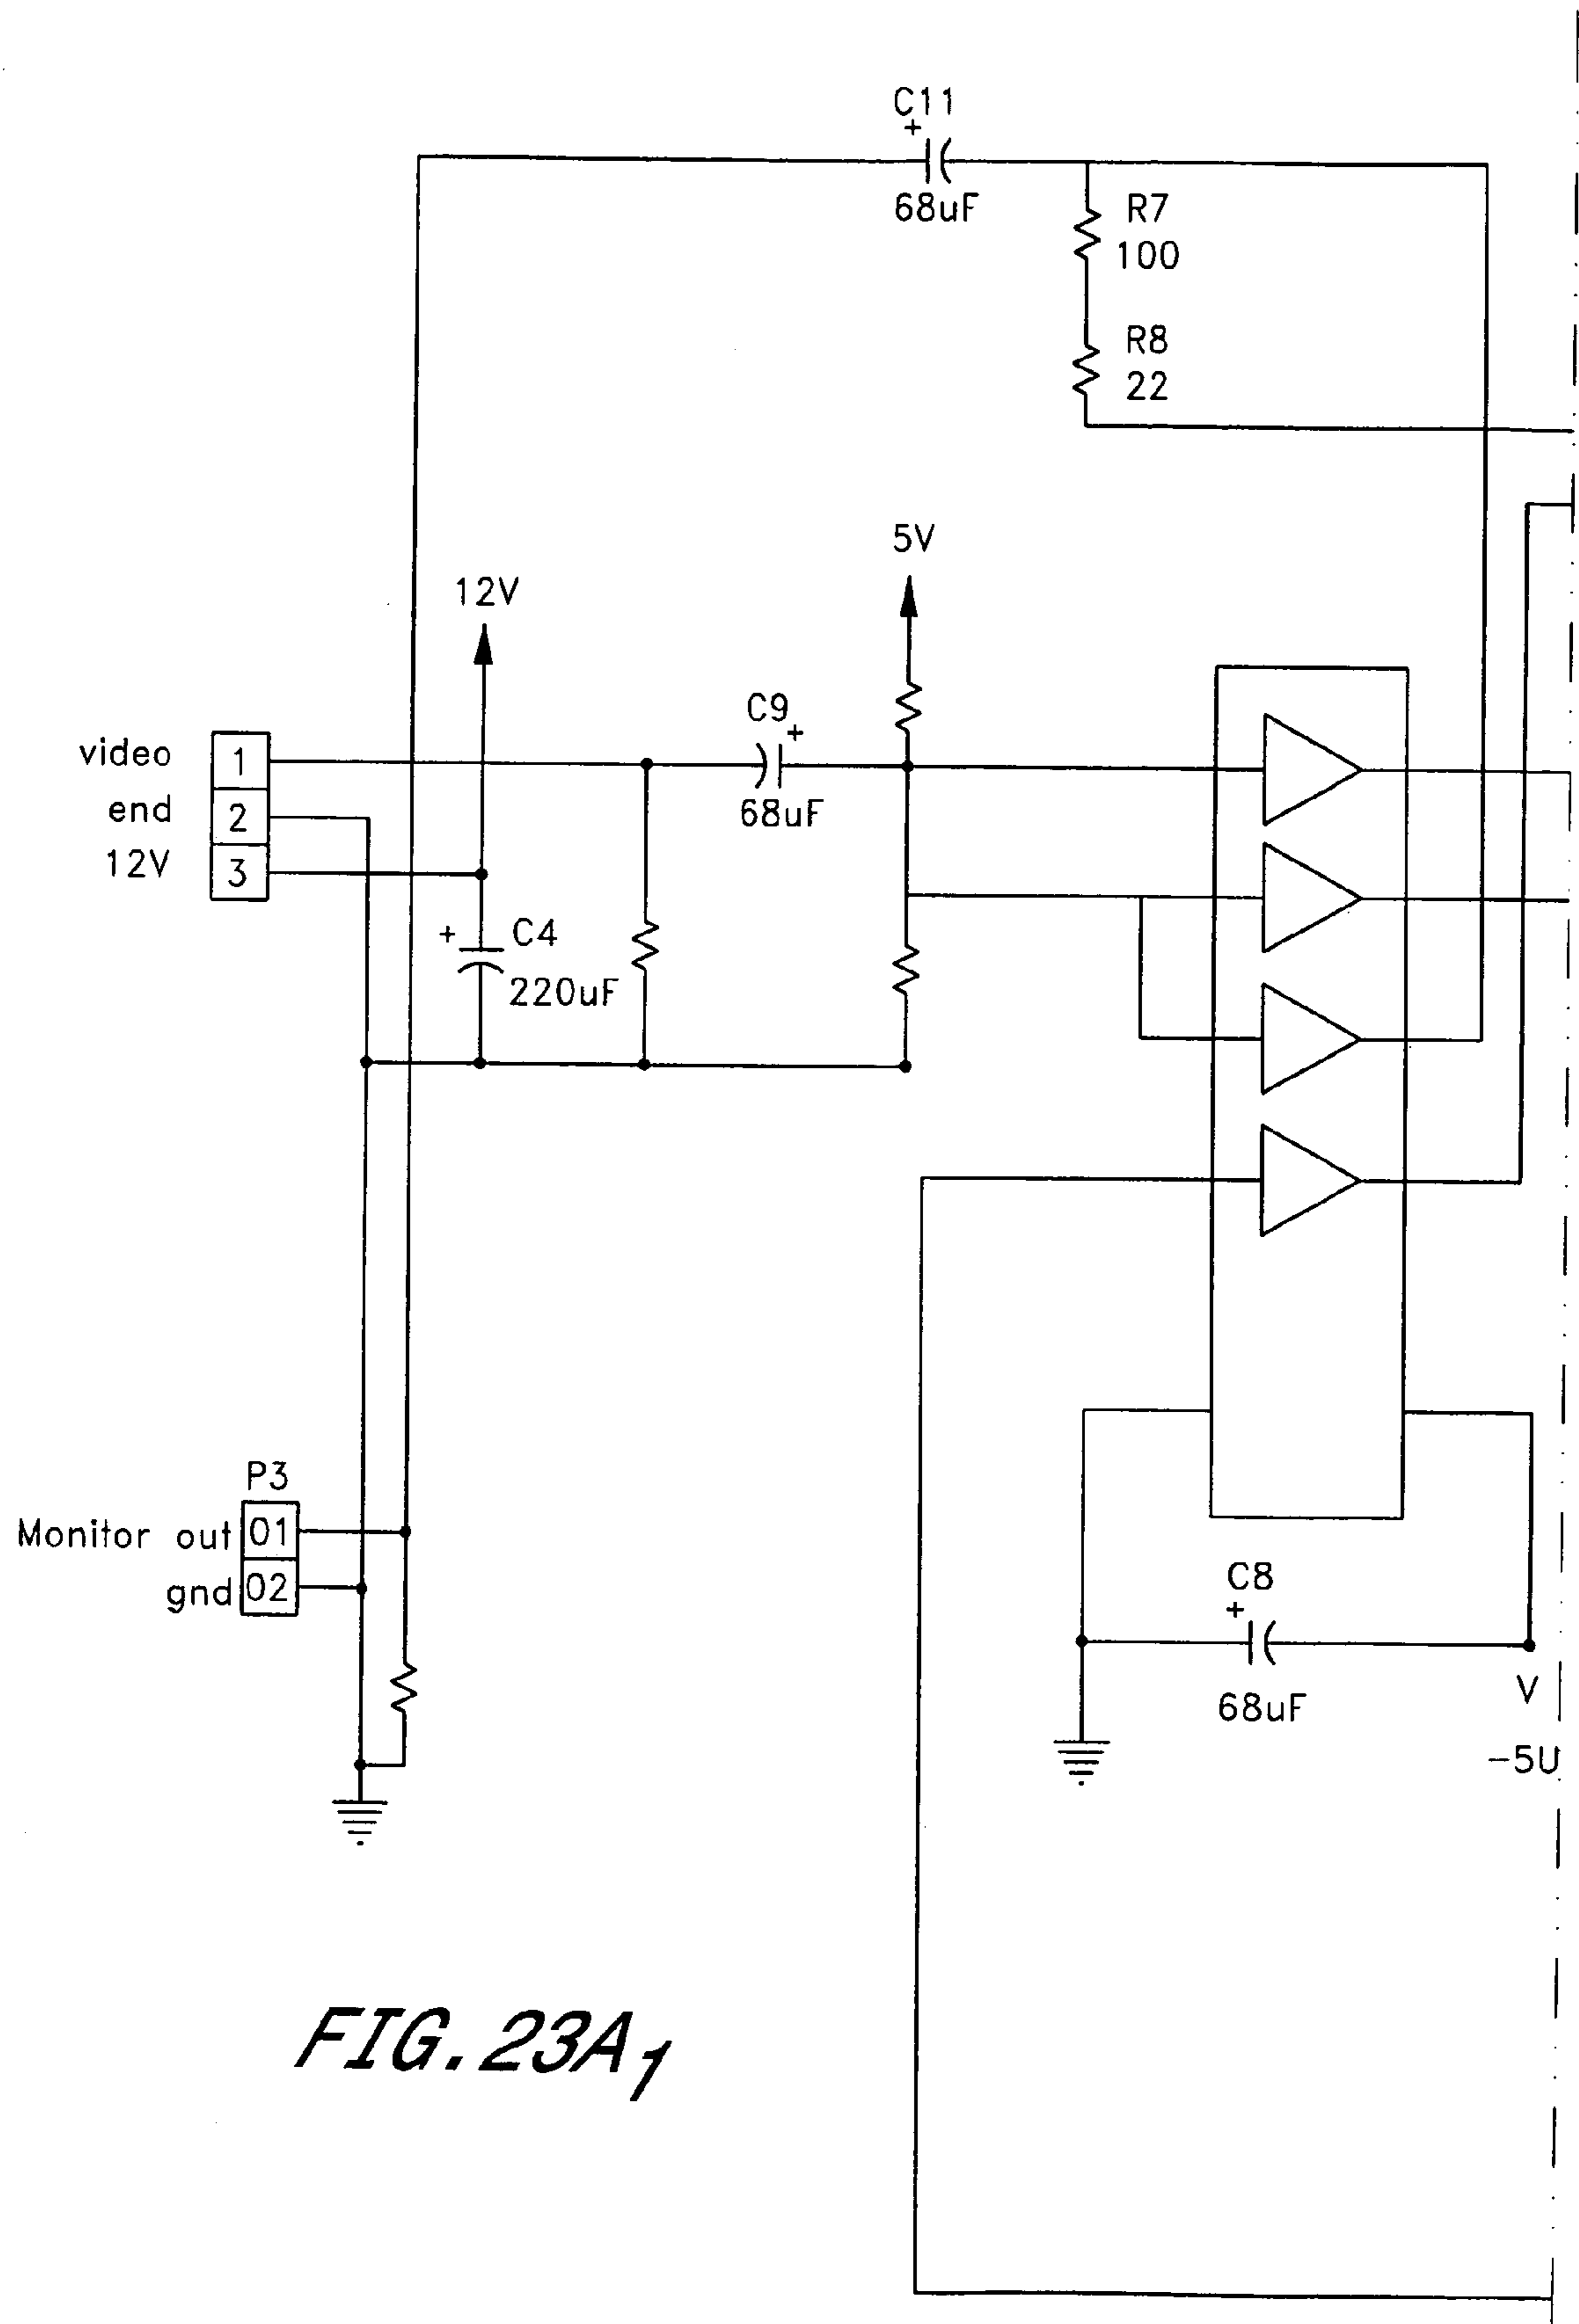 C11
+
68uF
R7
100
R8
22
5V
12V
C9
+
68uF
video 1
end 2
12V 3
+ C4
220uF
P3
Monitor out 01
gnd 02
C8
+
68uF
V
-5U
FIG. 23A1